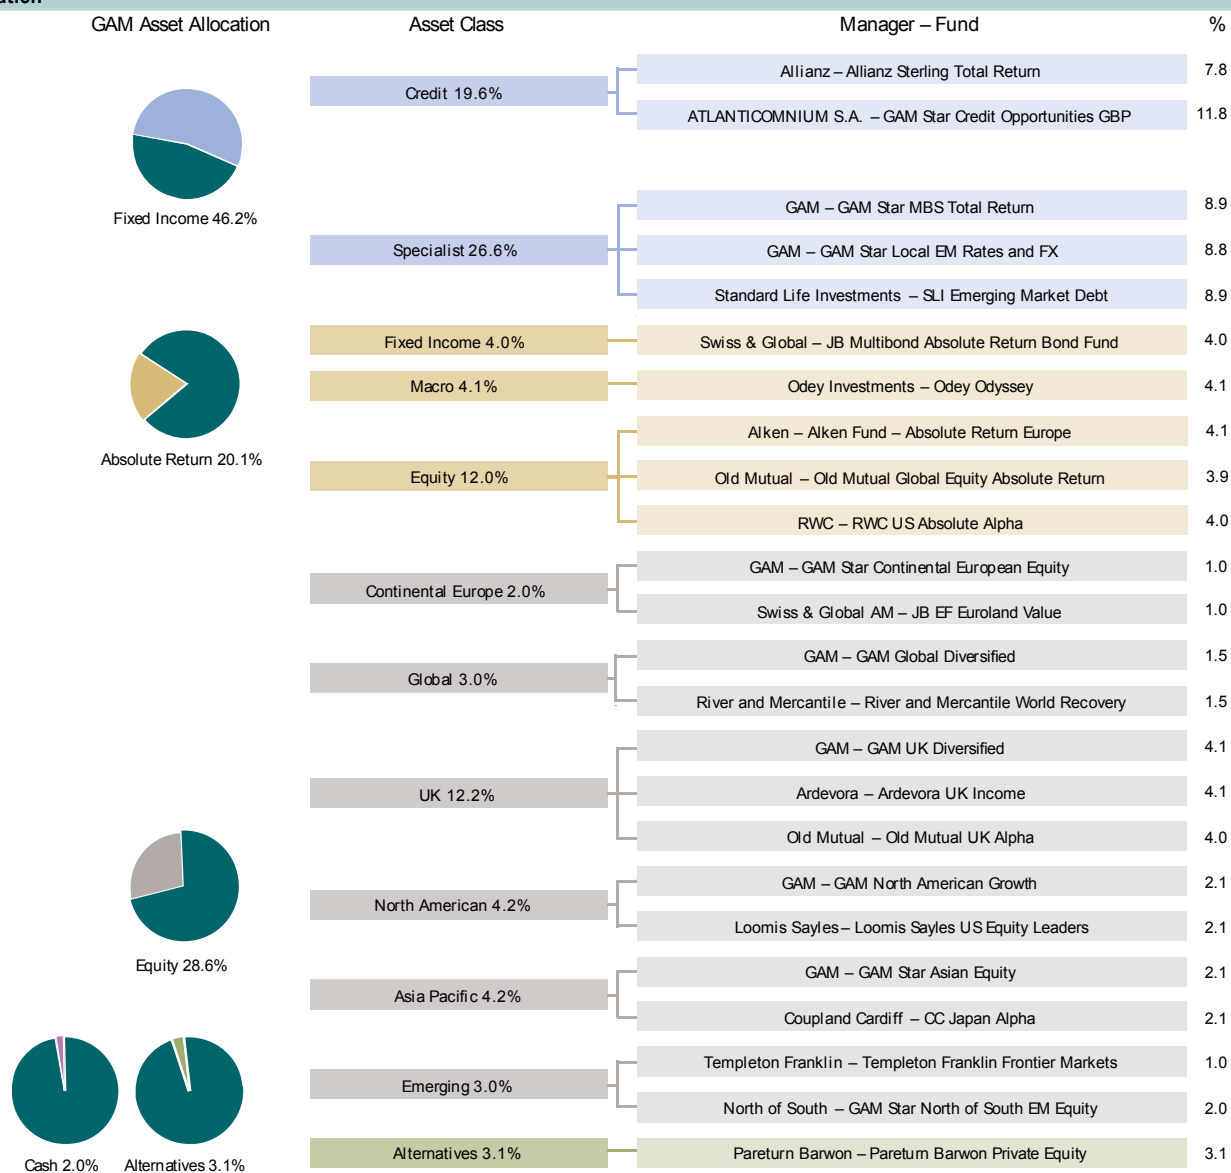 GAM Asset Allocation Asset Class Manager – Fund %
Allianz – Allianz Sterling Total Return 7.8
Credit 19.6%
ATLANTICOMNIUM S.A. – GAM Star Credit Opportunities GBP 11.8
Fixed Income 46.2%
GAM – GAM Star MBS Total Return 8.9
Specialist 26.6% GAM – GAM Star Local EM Rates and FX 8.8
Standard Life Investments – SLI Emerging Market Debt 8.9
Fixed Income 4.0% Swiss & Global – JB Multibond Absolute Return Bond Fund 4.0
Macro 4.1% Odey Investments – Odey Odyssey 4.1
Alken – Alken Fund – Absolute Return Europe 4.1
Absolute Return 20.1%
Equity 12.0% Old Mutual – Old Mutual Global Equity Absolute Return 3.9
RWC – RWC US Absolute Alpha 4.0
GAM – GAM Star Continental European Equity 1.0
Continental Europe 2.0%
Swiss & Global AM – JB EF Euroland Value 1.0
GAM – GAM Global Diversified 1.5
Global 3.0%
River and Mercantile – River and Mercantile World Recovery 1.5
GAM – GAM UK Diversified 4.1
UK 12.2% Ardevora – Ardevora UK Income 4.1
Old Mutual – Old Mutual UK Alpha 4.0
GAM – GAM North American Growth 2.1
North American 4.2%
Loomis Sayles – Loomis Sayles US Equity Leaders 2.1
Equity 28.6%
GAM – GAM Star Asian Equity 2.1
Asia Pacific 4.2%
Coupland Cardiff – CC Japan Alpha 2.1
Templeton Franklin – Templeton Franklin Frontier Markets 1.0
Emerging 3.0%
North of South – GAM Star North of South EM Equity 2.0
Alternatives 3.1% Pareturn Barwon – Pareturn Barwon Private Equity 3.1
Cash 2.0% Alternatives 3.1%